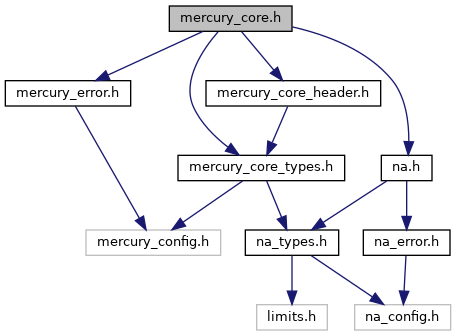 mercury_core.h
mercury_error.h
mercury_core_header.h
mercury_core_types.h
na.h
mercury_config.h
na_types.h
na_error.h
limits.h
na_config.h